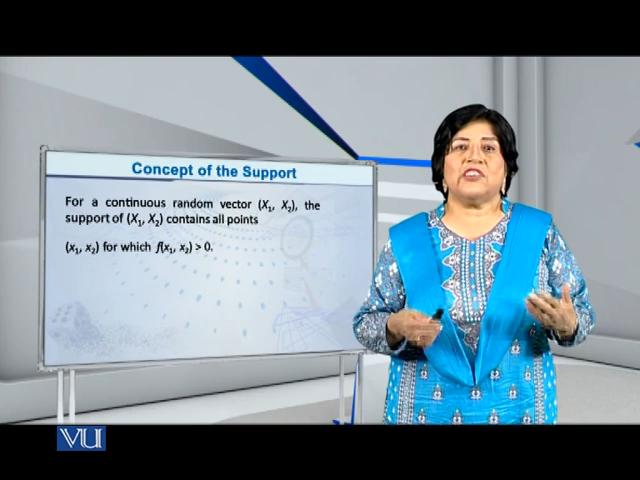 Concept of the Support
For a continuous random vector (X₁, X₂), the
support of (X₁, X₂) contains all points
(x₁, x₂) for which f(x₁, x₂) > 0.
VU